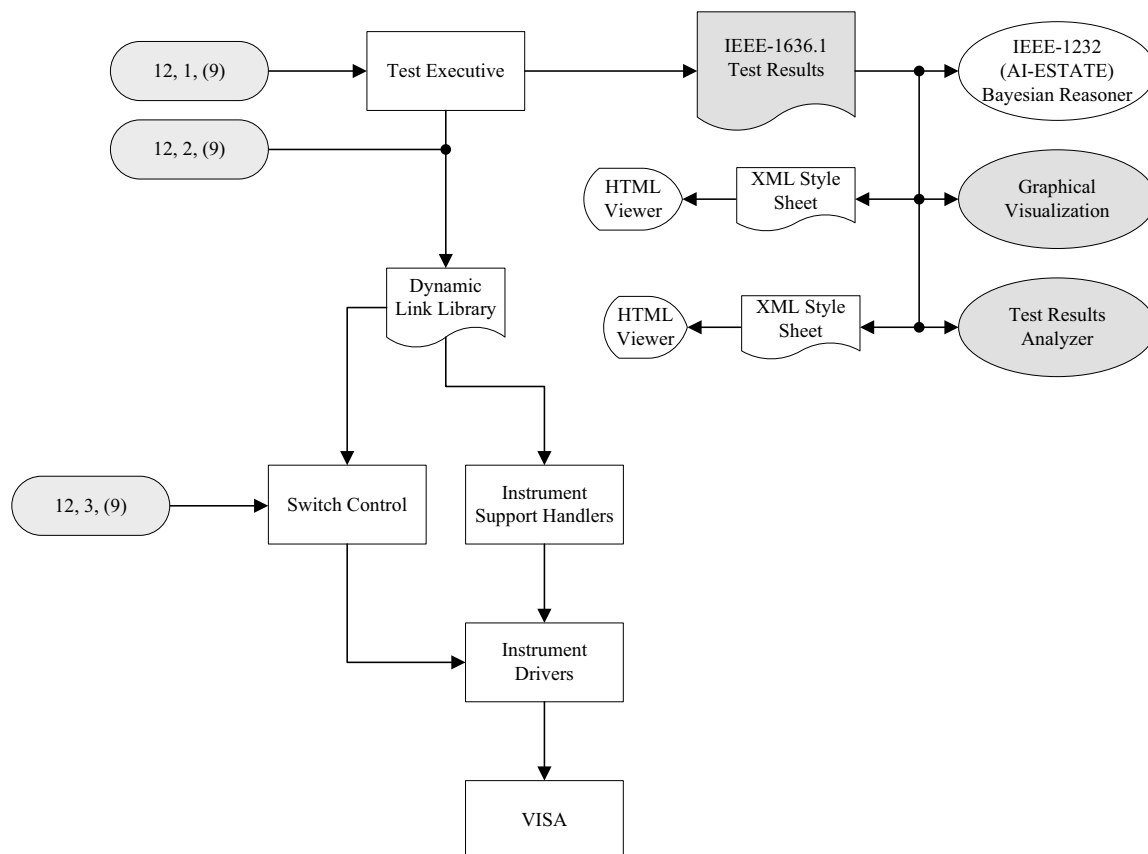 12, 1, (9)
Test Executive
IEEE-1636.1
Test Results
IEEE-1232
(AI-ESTATE)
Bayesian Reasoner
12, 2, (9)
HTML
Viewer
XML Style
Sheet
Graphical
Visualization
Dynamic
Link Library
HTML
Viewer
XML Style
Sheet
Test Results
Analyzer
12, 3, (9)
Switch Control
Instrument
Support Handlers
Instrument
Drivers
VISA